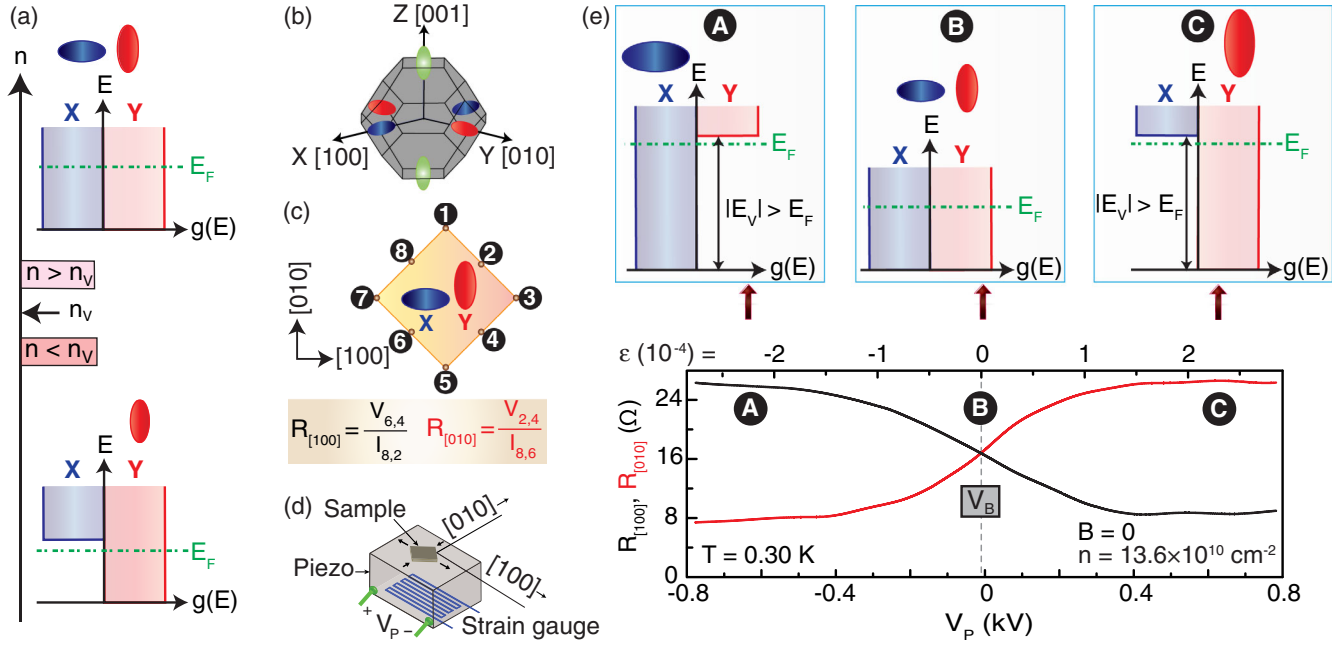 (a)
n
E
X Y
E_F
g(E)
n > n_V
n_V
n < n_V
E
X Y
E_F
g(E)
(b)
Z [001]
X [100]
Y [010]
(c)
1
8 2
7 3
X Y
6 4
5
[010]
[100]
R_[100] = V_6,4 / I_8,2 R_[010] = V_2,4 / I_8,6
(d)
Sample
[010]
[100]
Piezo
+ V_P –
Strain gauge
(e)
A
E
X Y
E_F
|E_V| > E_F
g(E)
B
E
X Y
E_F
g(E)
C
E
X Y
E_F
|E_V| > E_F
g(E)
ε (10⁻⁴) = -2 -1 0 1 2
R_[100], R_[010] (Ω)
24
16
8
0
A B C
V_B
T = 0.30 K
B = 0
n = 13.6×10¹⁰ cm⁻²
-0.8 -0.4 0 0.4 0.8
V_P (kV)